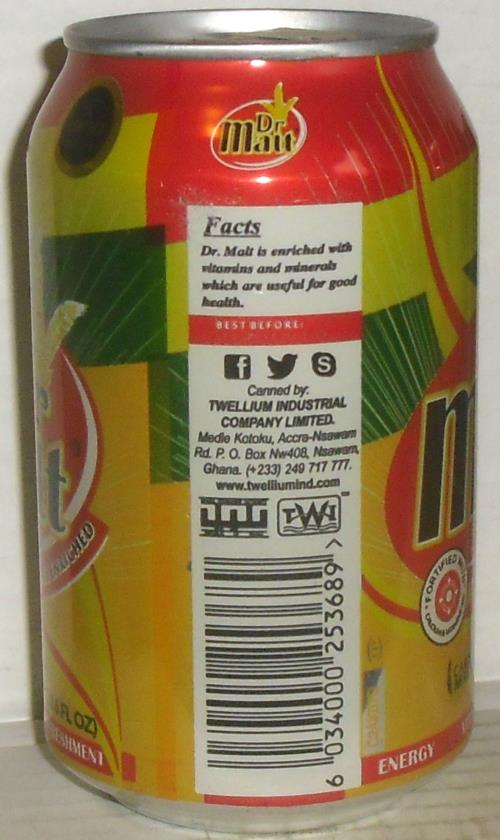 Dr
Malt
Facts
Dr. Malt is enriched with
vitamins and minerals
which are useful for good
health.
BEST BEFORE:
Canned by:
TWELLIUM INDUSTRIAL
COMPANY LIMITED.
Medie Kotoku, Accra-Nsawam
Rd. P. O. Box Nw408, Nsawam,
Ghana. (+233) 249 717 777.
www.twelliumind.com
TWI
6 034000 253689 >
FL OZ)
ENERGY
FORTIFIED